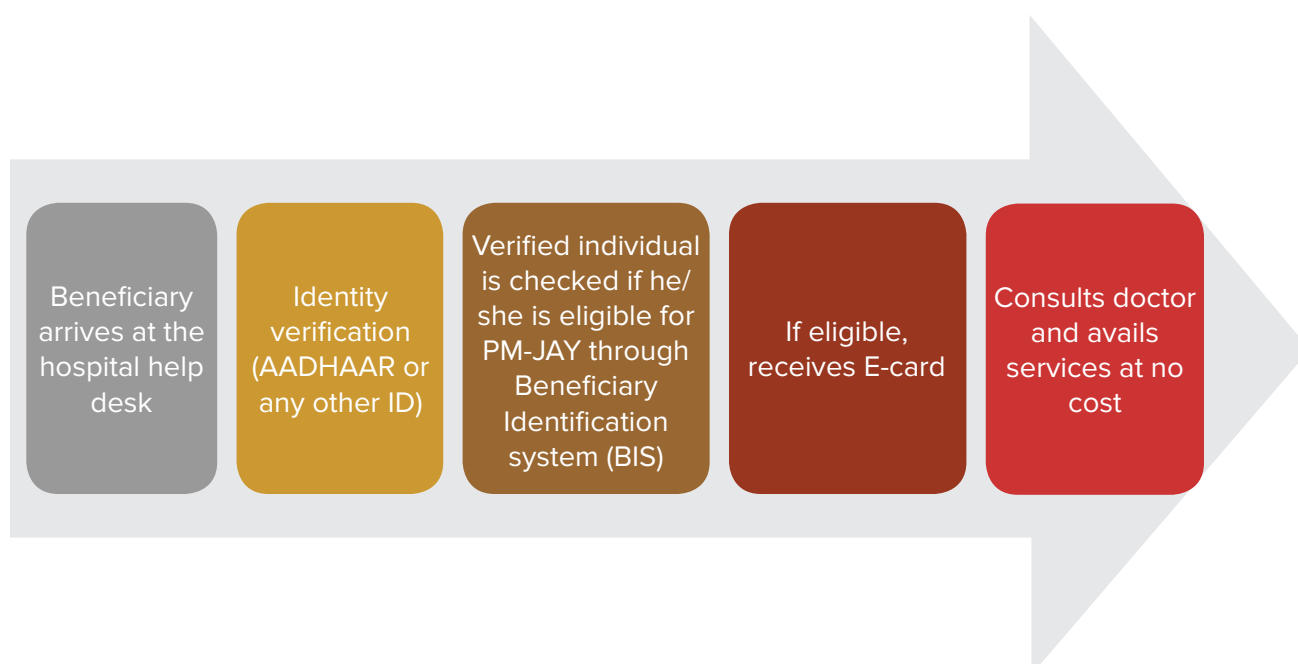 Beneficiary
arrives at the
hospital help
desk
Identity
verification
(AADHAAR or
any other ID)
Verified individual
is checked if he/
she is eligible for
PM-JAY through
Beneficiary
Identification
system (BIS)
If eligible,
receives E-card
Consults doctor
and avails
services at no
cost